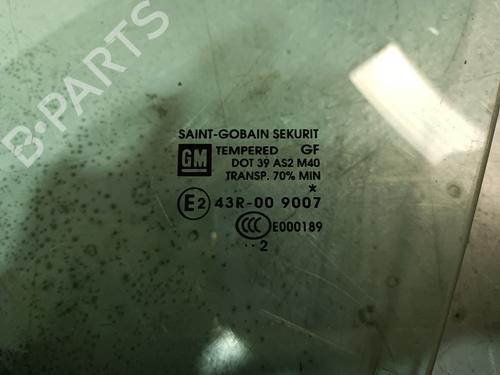 B-PARTS
SAINT-GOBAIN SEKURIT
GM TEMPERED GF
DOT 39 AS2 M40
TRANSP. 70% MIN
*
E2 43R-00 9007
CCC E000189
··2